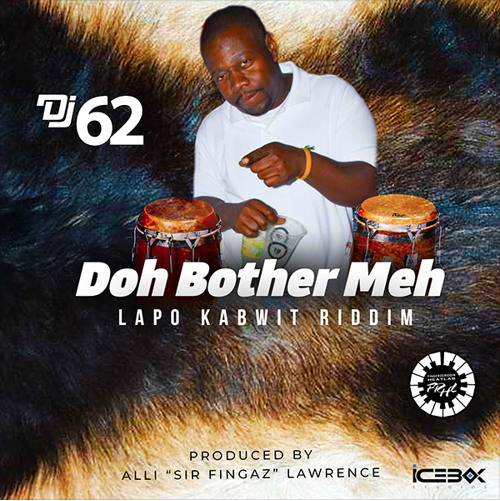 DJ 62
Doh Bother Meh
LAPO KABWIT RIDDIM
PRODUCED BY
ALLI "SIR FINGAZ" LAWRENCE
ICEBOX